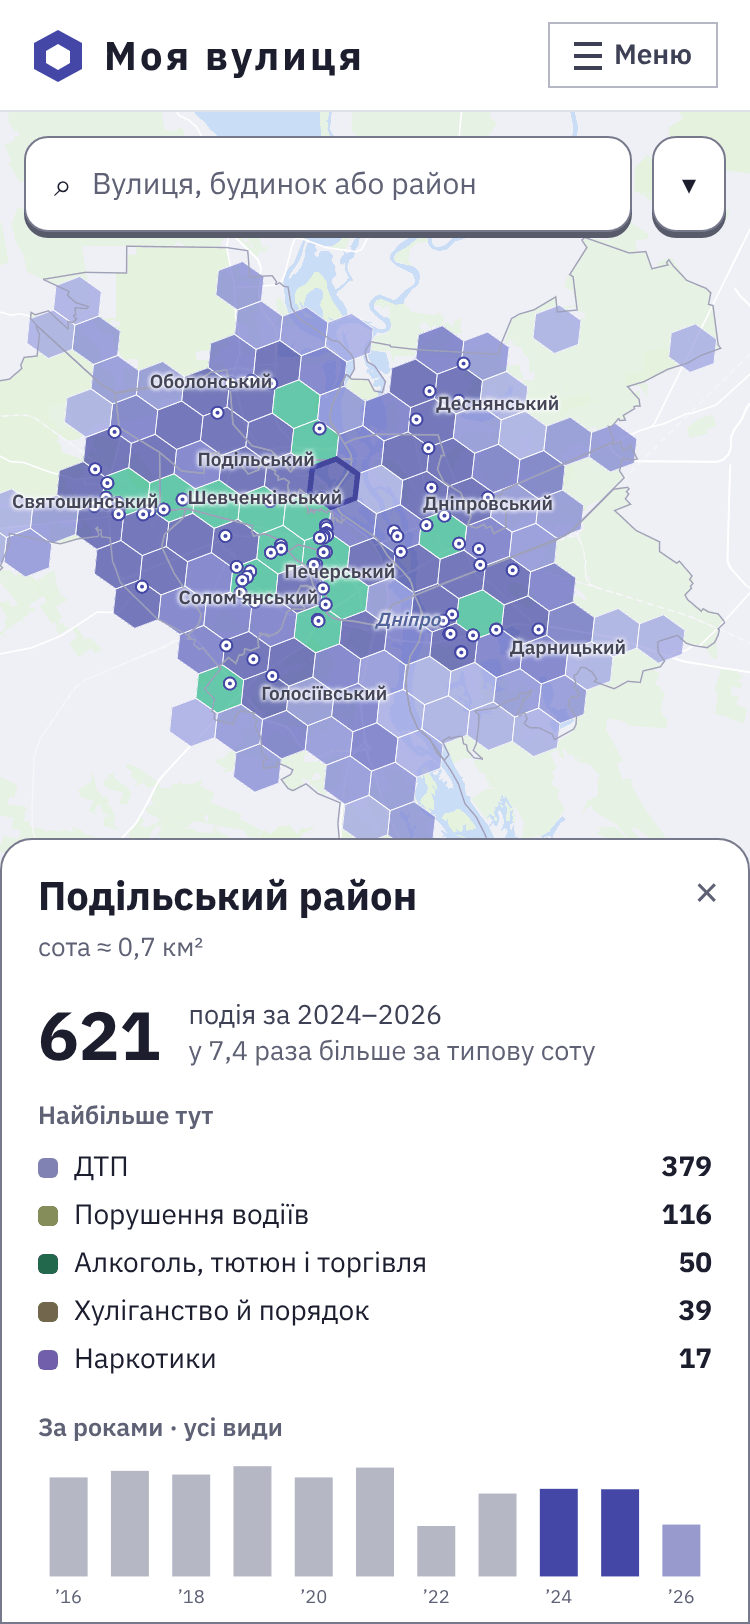 Моя вулиця
Меню
Вулиця, будинок або район
Оболонський
Деснянський
Подільський
Святошинський
Шевченківський
Дніпровський
Печерський
Солом'янський
Дніпро
Дарницький
Голосіївський
Подільський район
сота ≈ 0,7 км²
621
подія за 2024–2026
у 7,4 раза більше за типову соту
Найбільше тут
ДТП 379
Порушення водіїв 116
Алкоголь, тютюн і торгівля 50
Хуліганство й порядок 39
Наркотики 17
За роками · усі види
’16 ’18 ’20 ’22 ’24 ’26